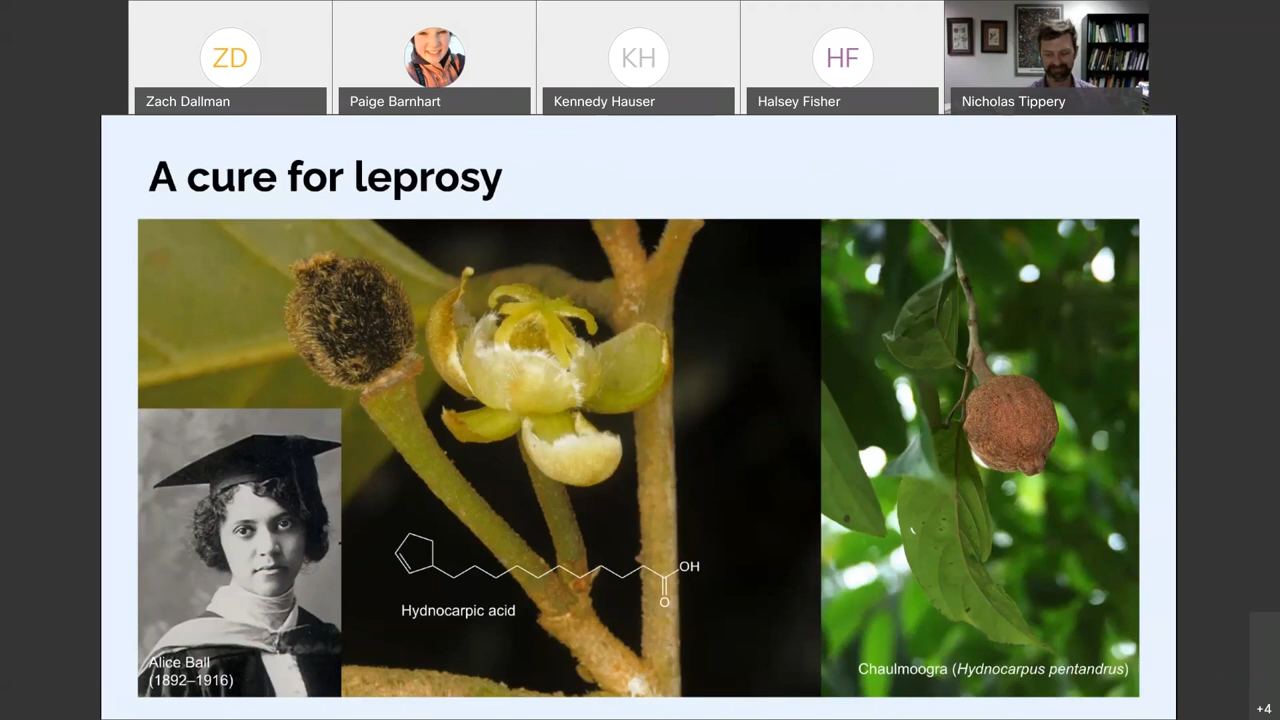 ZD
KH
HF
Zach Dallman
Paige Barnhart
Kennedy Hauser
Halsey Fisher
Nicholas Tippery
A cure for leprosy
OH
O
Hydnocarpic acid
Alice Ball
(1892–1916)
Chaulmoogra (Hydnocarpus pentandrus)
+4